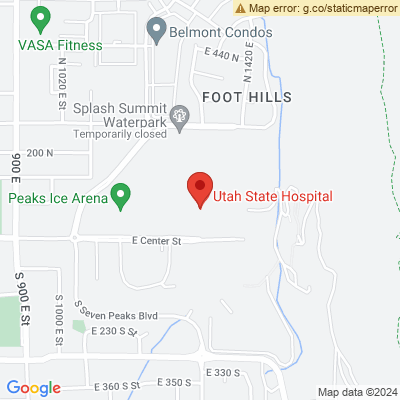 Map error: g.co/staticmaperror
VASA Fitness
Belmont Condos
E 440 N
N 1420 E
N 1020 E St
FOOT HILLS
Splash Summit
Waterpark
Temporarily closed
200 N
900 E
Peaks Ice Arena
Utah State Hospital
E Center St
S 900 E St
S 1000 E St
S Seven Peaks Blvd
E 230 S St
E 330 S
E 350 S
E 360 S
Google
Map data ©2024